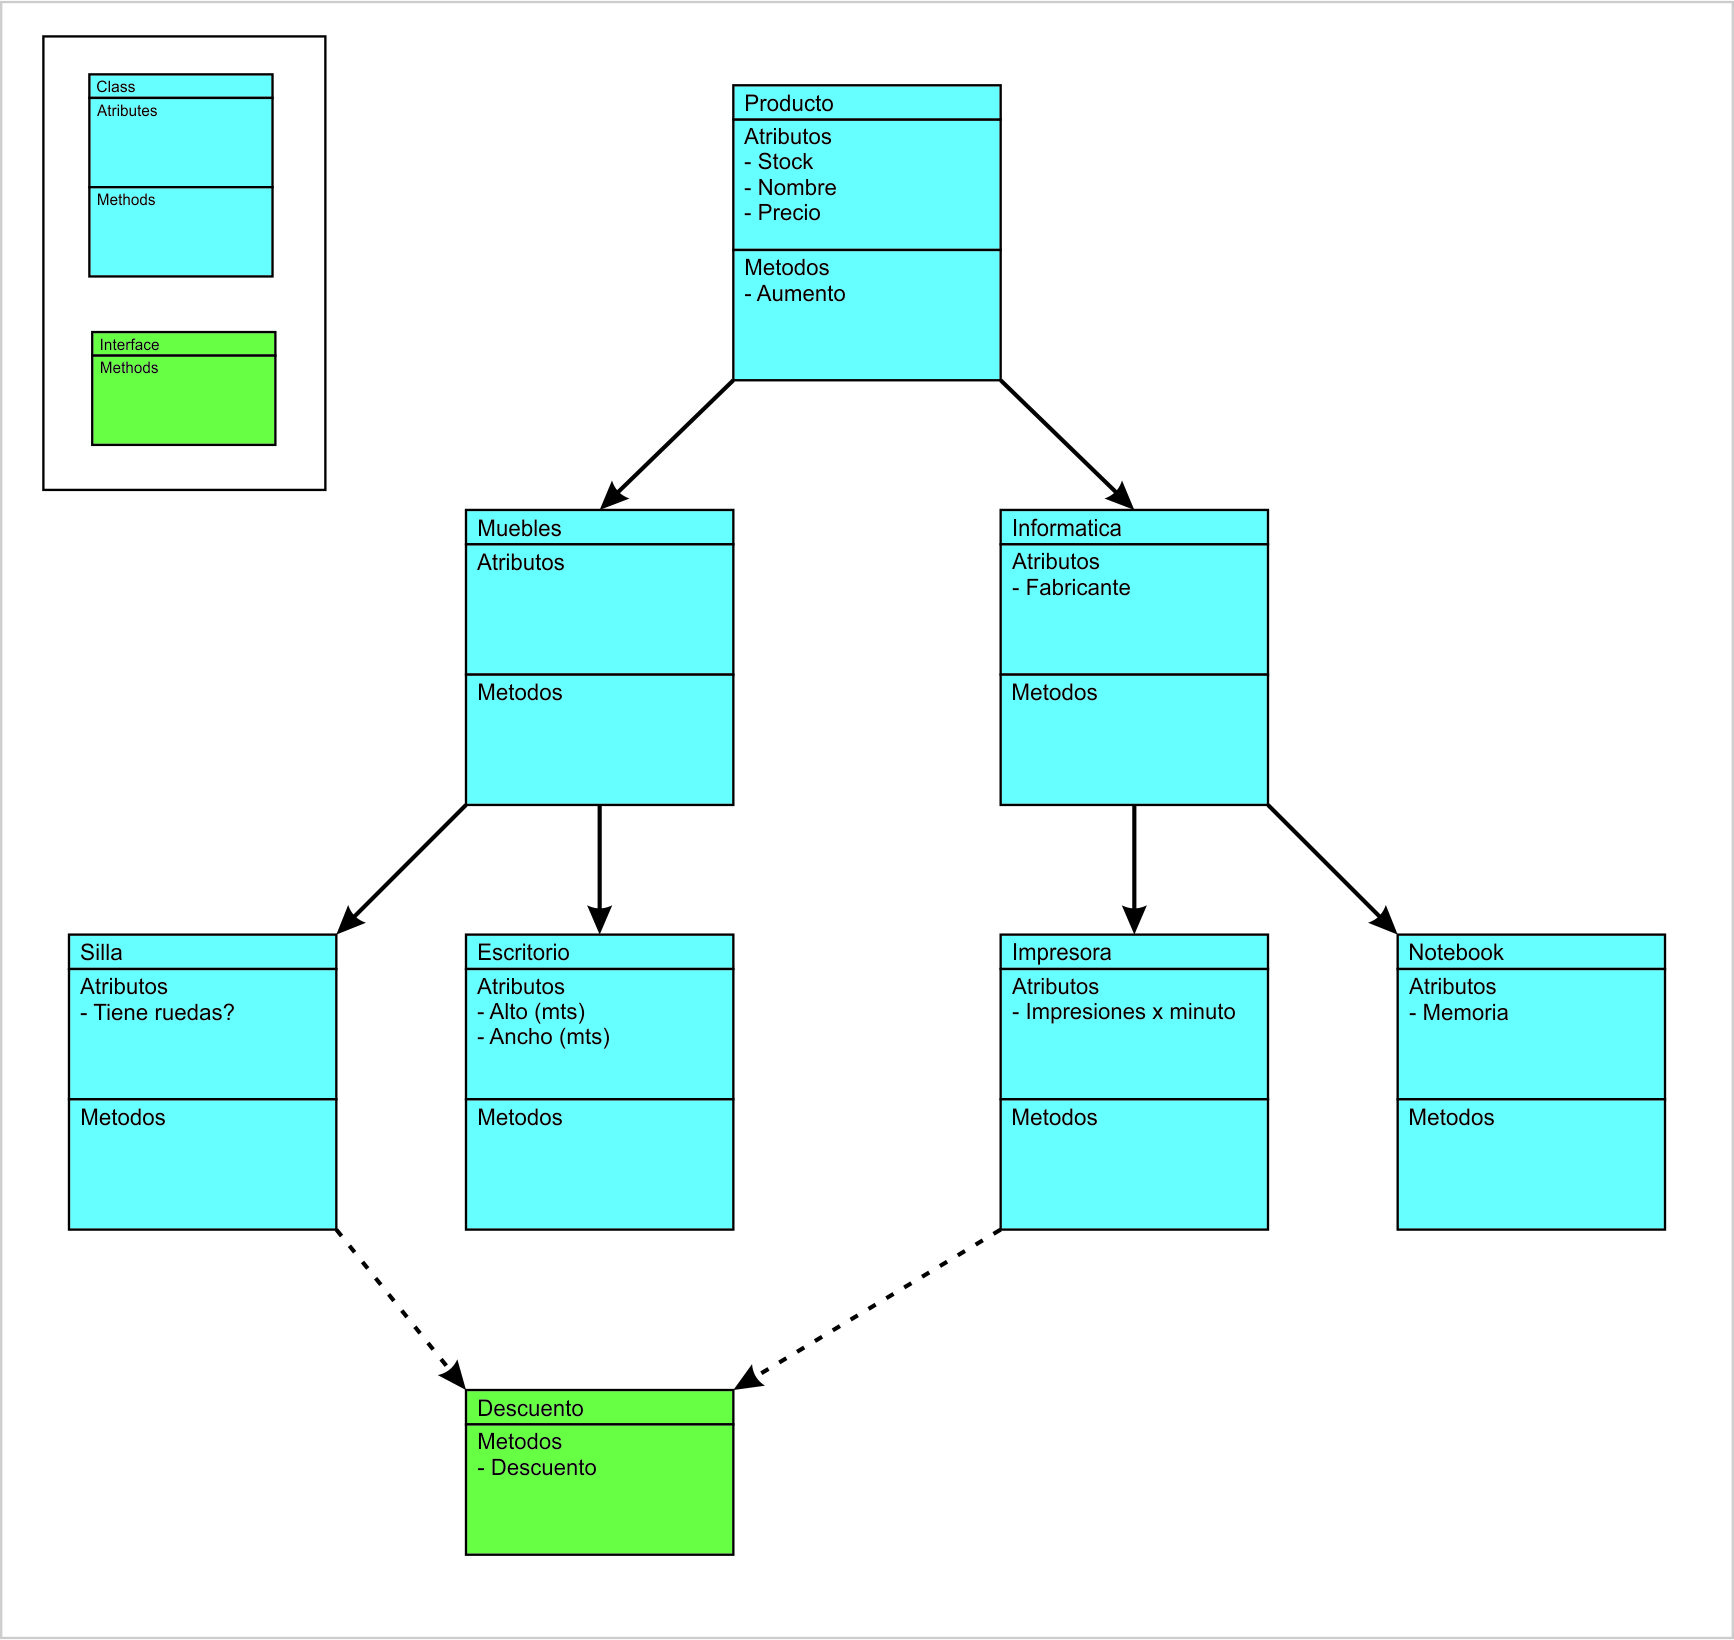 Class
Atributes
Methods
Interface
Methods
Producto
Atributos
- Stock
- Nombre
- Precio
Metodos
- Aumento
Muebles
Atributos
Metodos
Informatica
Atributos
- Fabricante
Metodos
Silla
Atributos
- Tiene ruedas?
Metodos
Escritorio
Atributos
- Alto (mts)
- Ancho (mts)
Metodos
Impresora
Atributos
- Impresiones x minuto
Metodos
Notebook
Atributos
- Memoria
Metodos
Descuento
Metodos
- Descuento